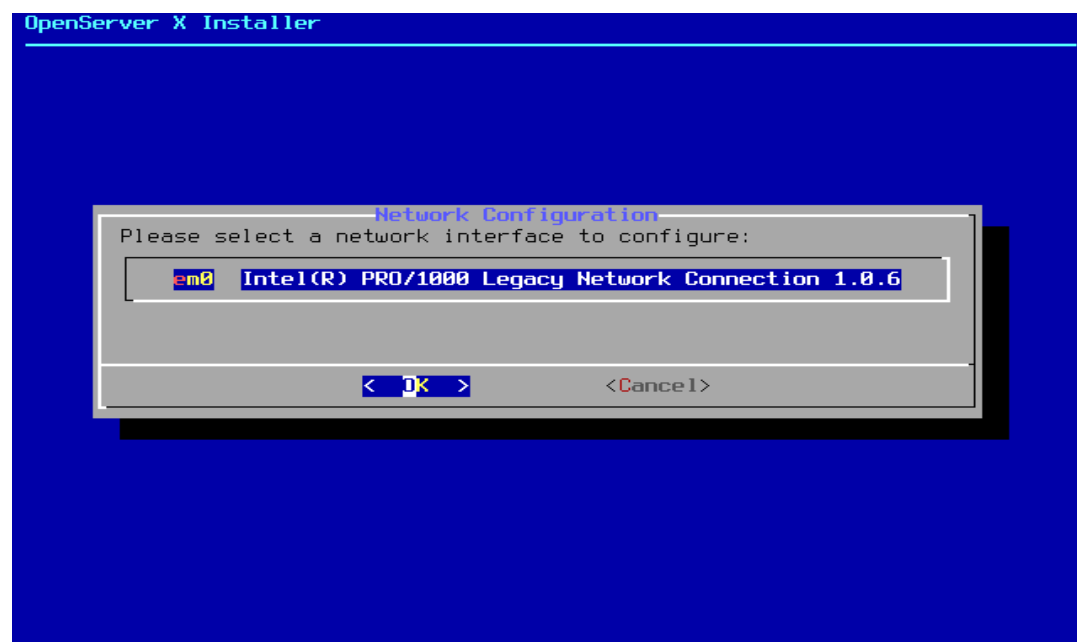 OpenServer X Installer
Network Configuration
Please select a network interface to configure:
em0 Intel(R) PRO/1000 Legacy Network Connection 1.0.6
< OK > <Cancel>